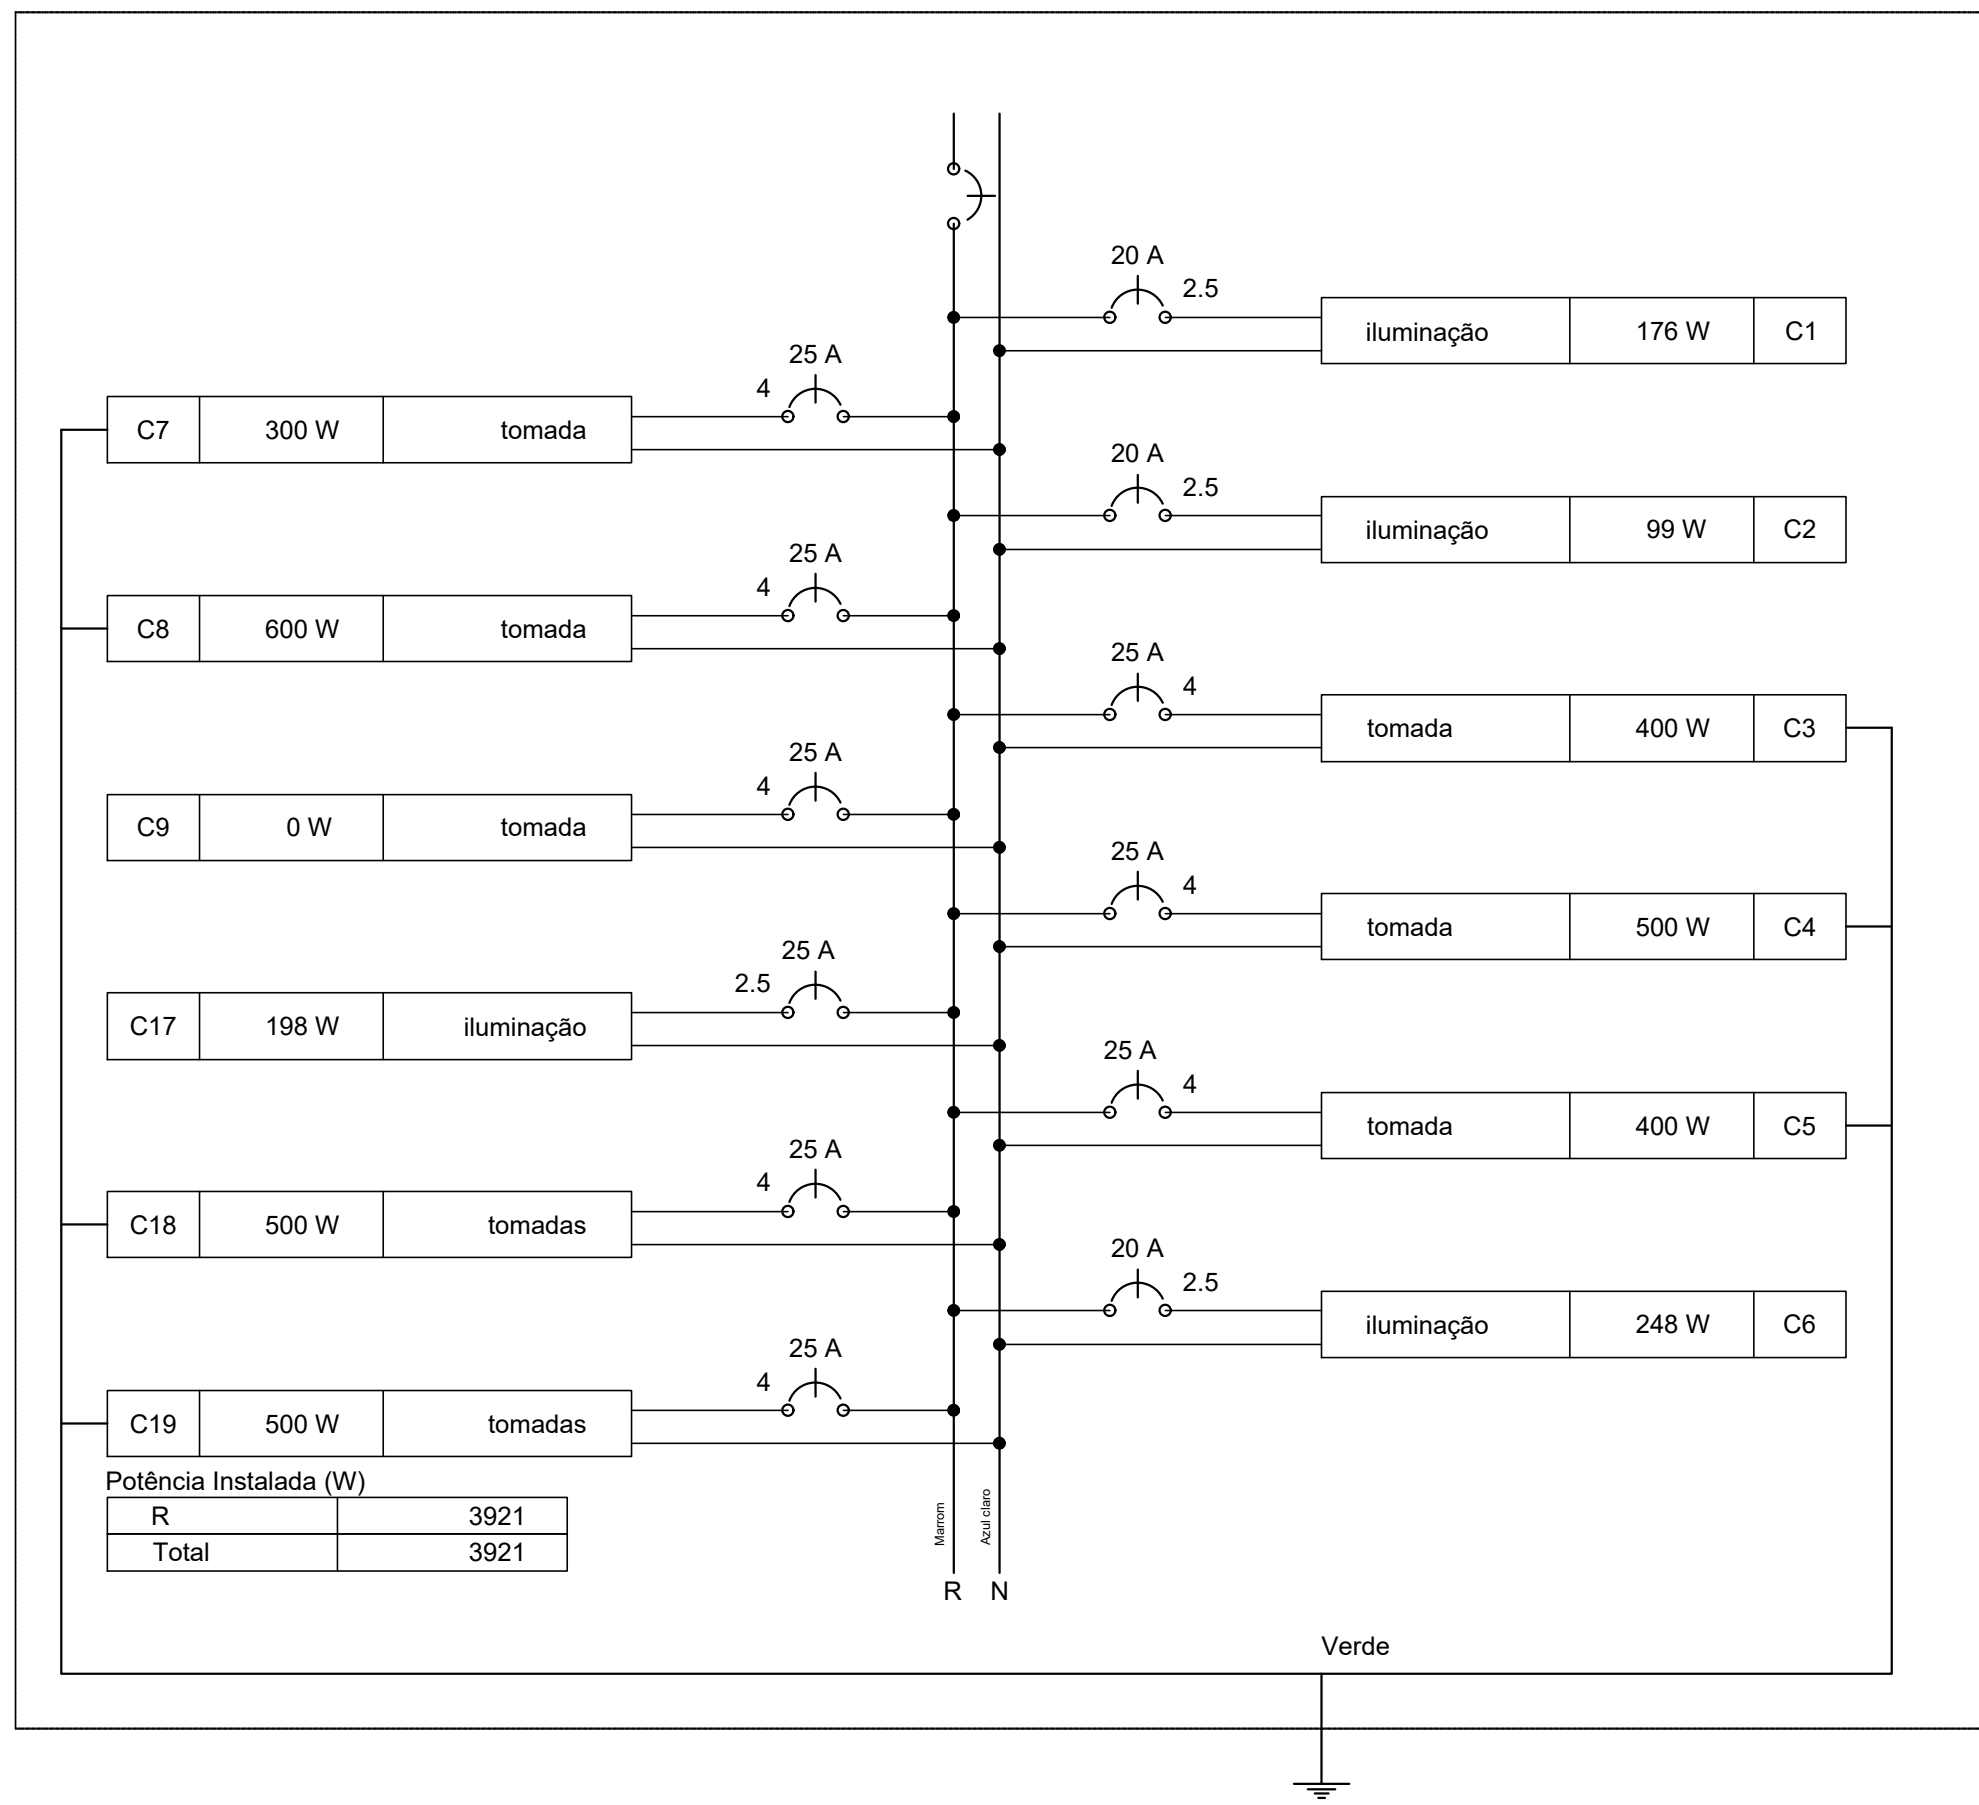 20 A
2.5
iluminação 176 W C1
25 A
4
C7 300 W tomada
20 A
2.5
iluminação 99 W C2
25 A
4
C8 600 W tomada
25 A
4
tomada 400 W C3
25 A
4
C9 0 W tomada
25 A
4
tomada 500 W C4
25 A
2.5
C17 198 W iluminação
25 A
4
tomada 400 W C5
25 A
4
C18 500 W tomadas
20 A
2.5
iluminação 248 W C6
25 A
4
C19 500 W tomadas
Potência Instalada (W)
R 3921
Total 3921
Marrom
Azul claro
R N
Verde